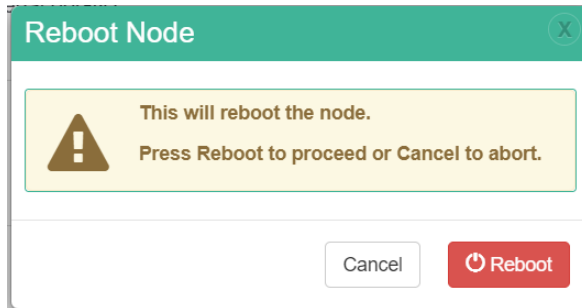 Reboot Node
X
This will reboot the node.
Press Reboot to proceed or Cancel to abort.
Cancel
Reboot